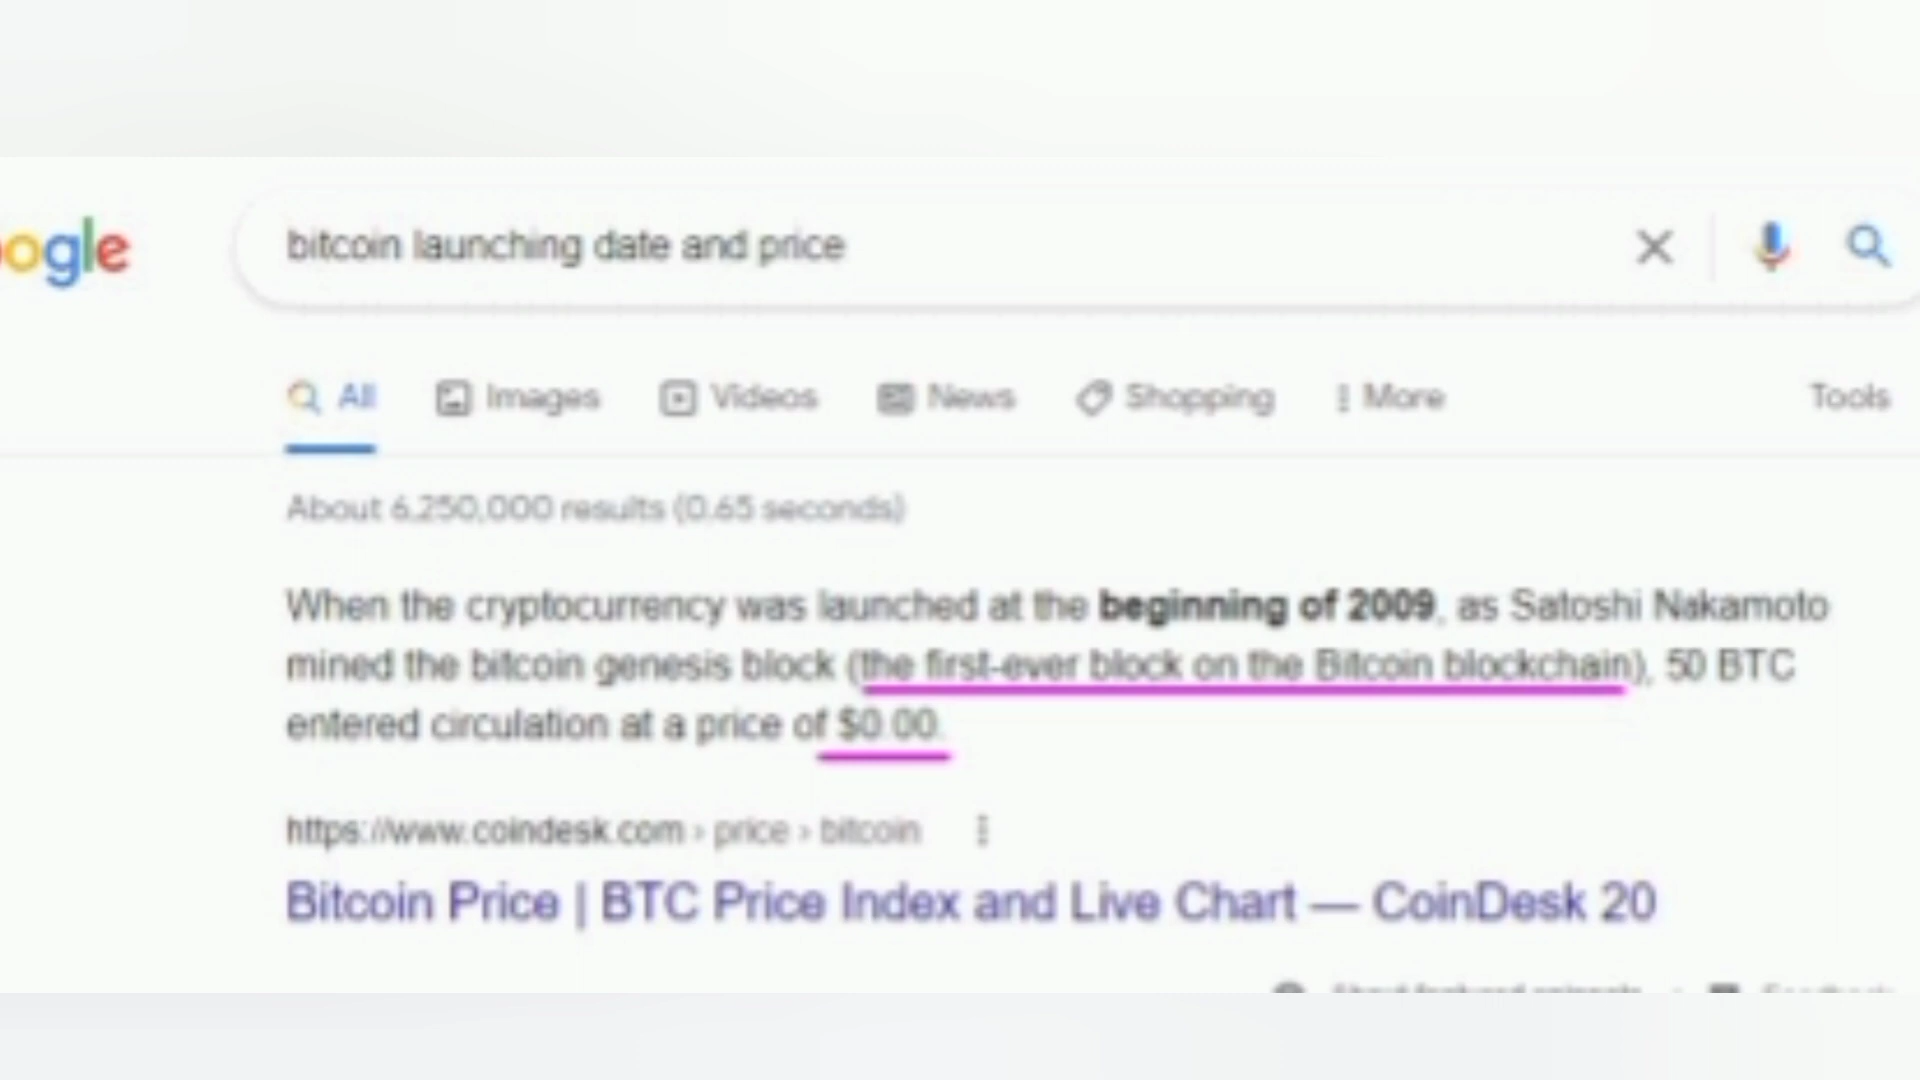 ogle
bitcoin launching date and price
All Images Videos News Shopping More Tools
About 6,250,000 results (0.65 seconds)
When the cryptocurrency was launched at the beginning of 2009, as Satoshi Nakamoto
mined the bitcoin genesis block (the first-ever block on the Bitcoin blockchain), 50 BTC
entered circulation at a price of $0.00.
https://www.coindesk.com › price › bitcoin
Bitcoin Price | BTC Price Index and Live Chart — CoinDesk 20